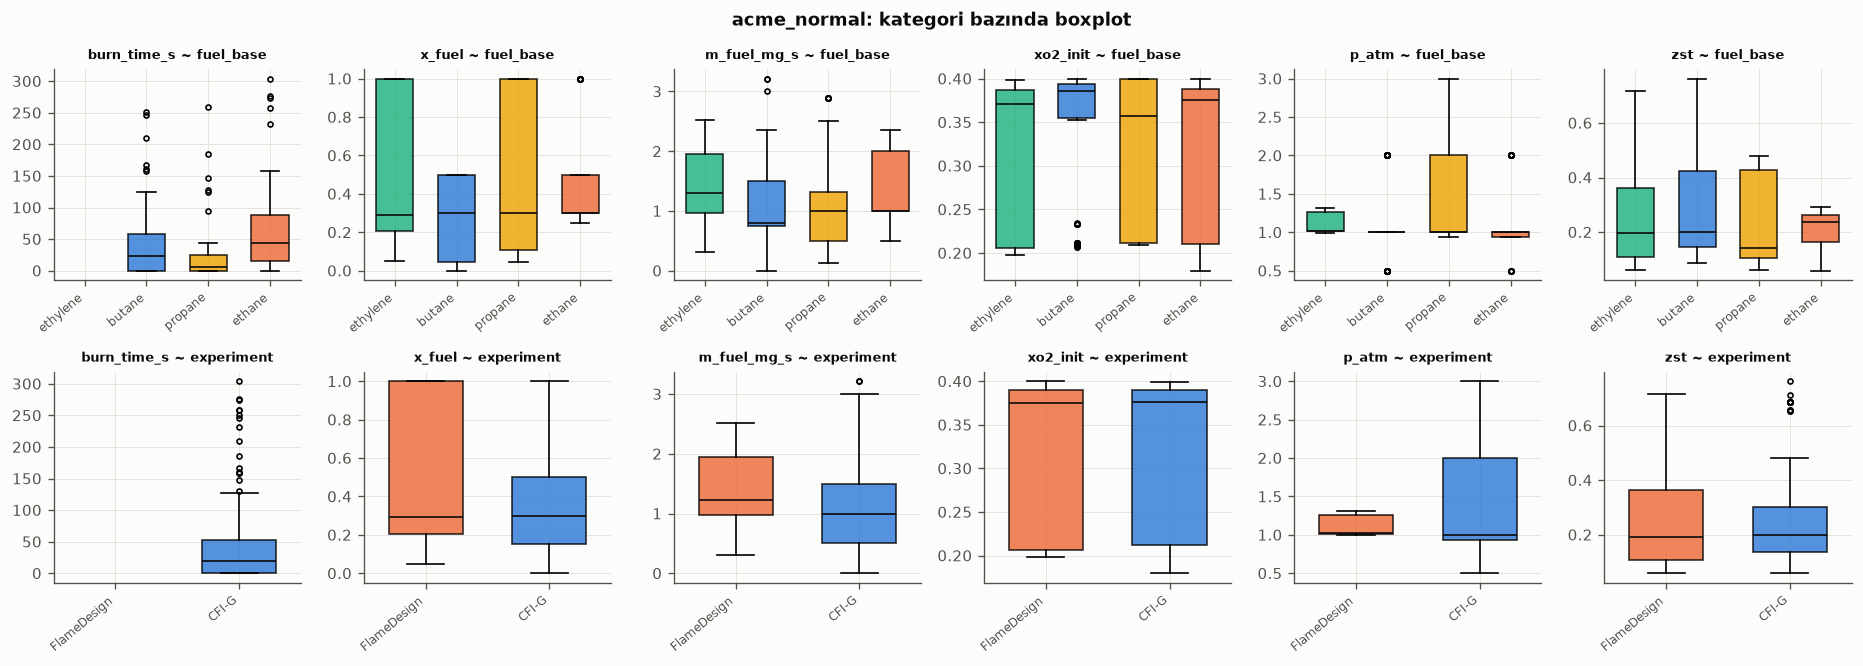 acme_normal: kategori bazında boxplot
burn_time_s ~ fuel_base
300
250
200
150
100
50
0
ethylene
butane
propane
ethane
x_fuel ~ fuel_base
1.0
0.8
0.6
0.4
0.2
0.0
ethylene
butane
propane
ethane
m_fuel_mg_s ~ fuel_base
3
2
1
0
ethylene
butane
propane
ethane
xo2_init ~ fuel_base
0.40
0.35
0.30
0.25
0.20
ethylene
butane
propane
ethane
p_atm ~ fuel_base
3.0
2.5
2.0
1.5
1.0
0.5
ethylene
butane
propane
ethane
zst ~ fuel_base
0.6
0.4
0.2
ethylene
butane
propane
ethane
burn_time_s ~ experiment
300
250
200
150
100
50
0
FlameDesign
CFI-G
x_fuel ~ experiment
1.0
0.8
0.6
0.4
0.2
0.0
FlameDesign
CFI-G
m_fuel_mg_s ~ experiment
3
2
1
0
FlameDesign
CFI-G
xo2_init ~ experiment
0.40
0.35
0.30
0.25
0.20
FlameDesign
CFI-G
p_atm ~ experiment
3.0
2.5
2.0
1.5
1.0
0.5
FlameDesign
CFI-G
zst ~ experiment
0.6
0.4
0.2
FlameDesign
CFI-G